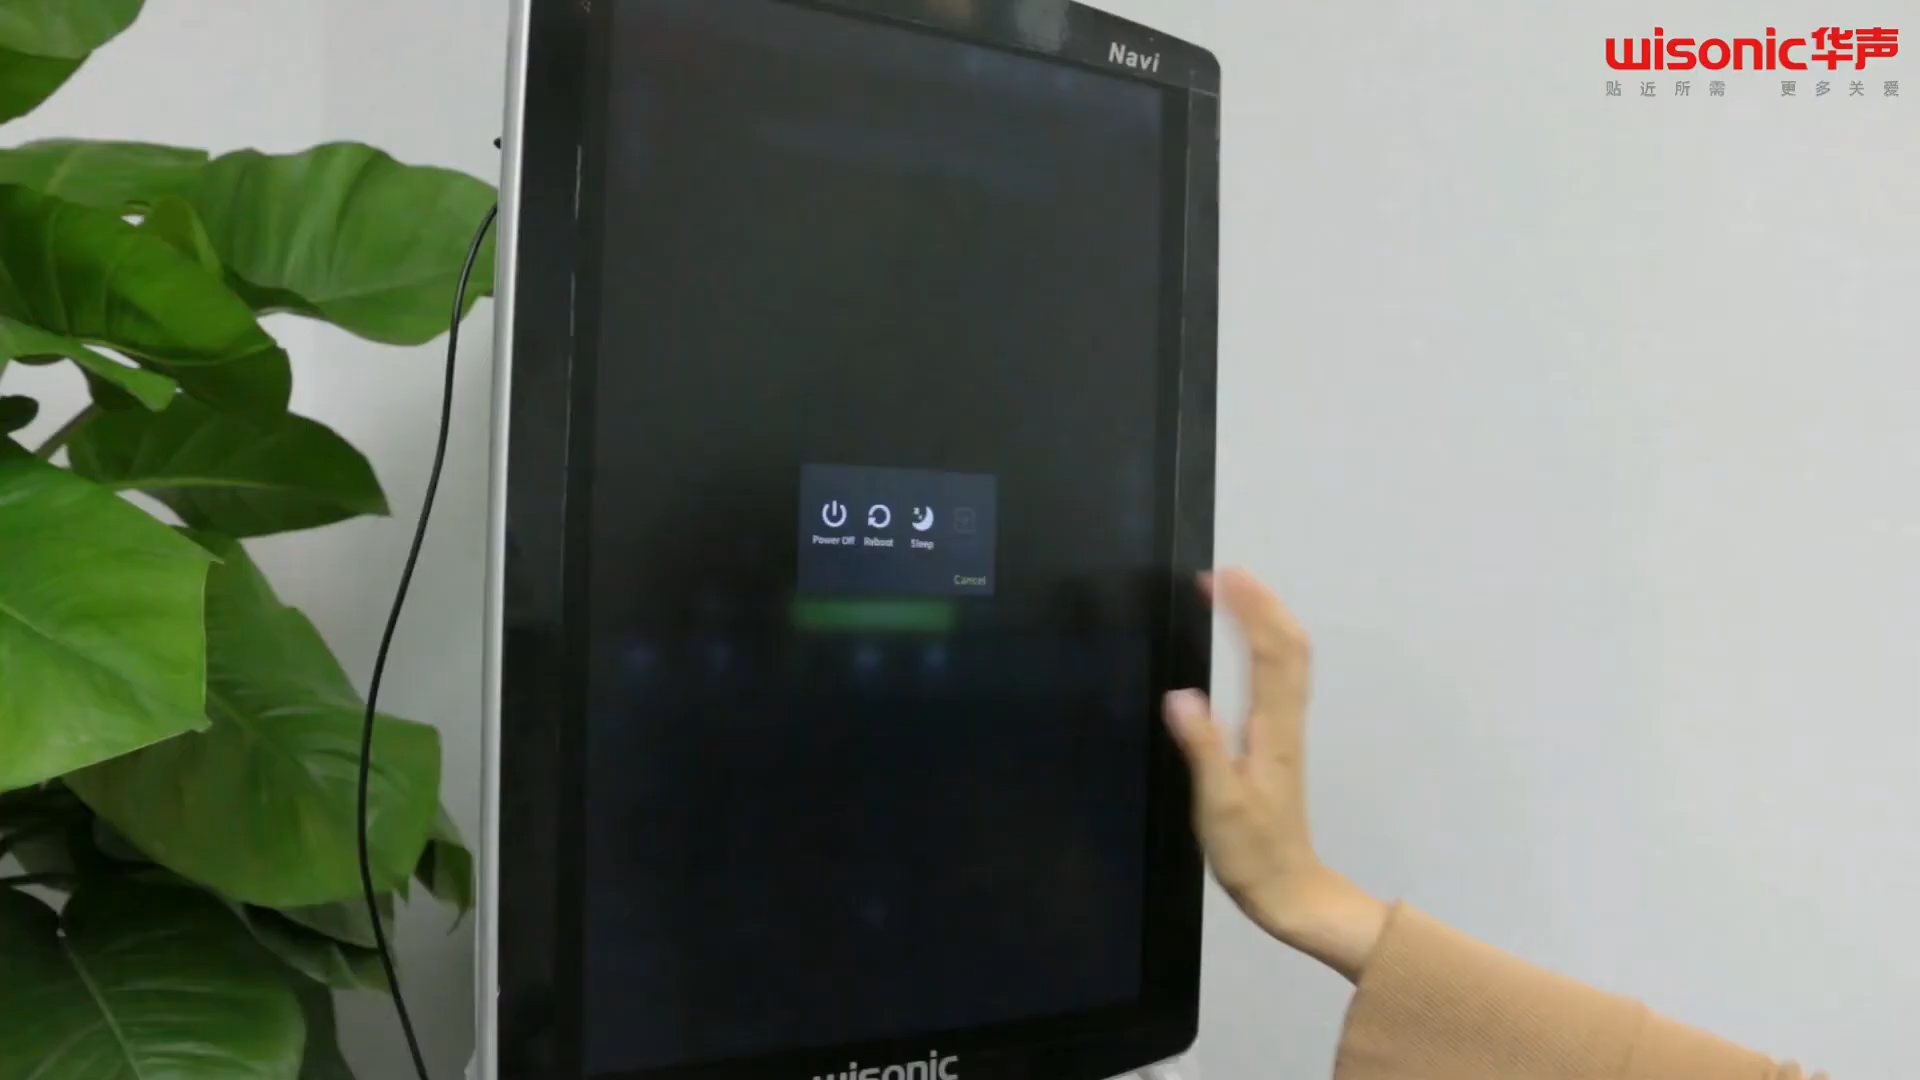 Navi
wisonic华声
贴近所需 更多关爱
Power Off Reboot Sleep
Cancel
wisonic